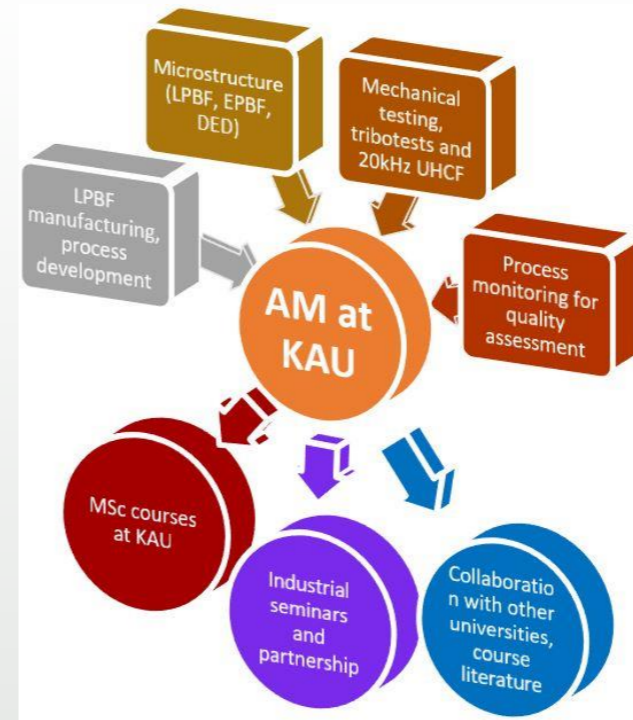 Microstructure
(LPBF, EPBF,
DED)
Mechanical
testing,
tribotests and
20kHz UHCF
LPBF
manufacturing,
process
development
AM at
KAU
Process
monitoring for
quality
assessment
MSc courses
at KAU
Industrial
seminars
and
partnership
Collaboratio
n with other
universities,
course
literature